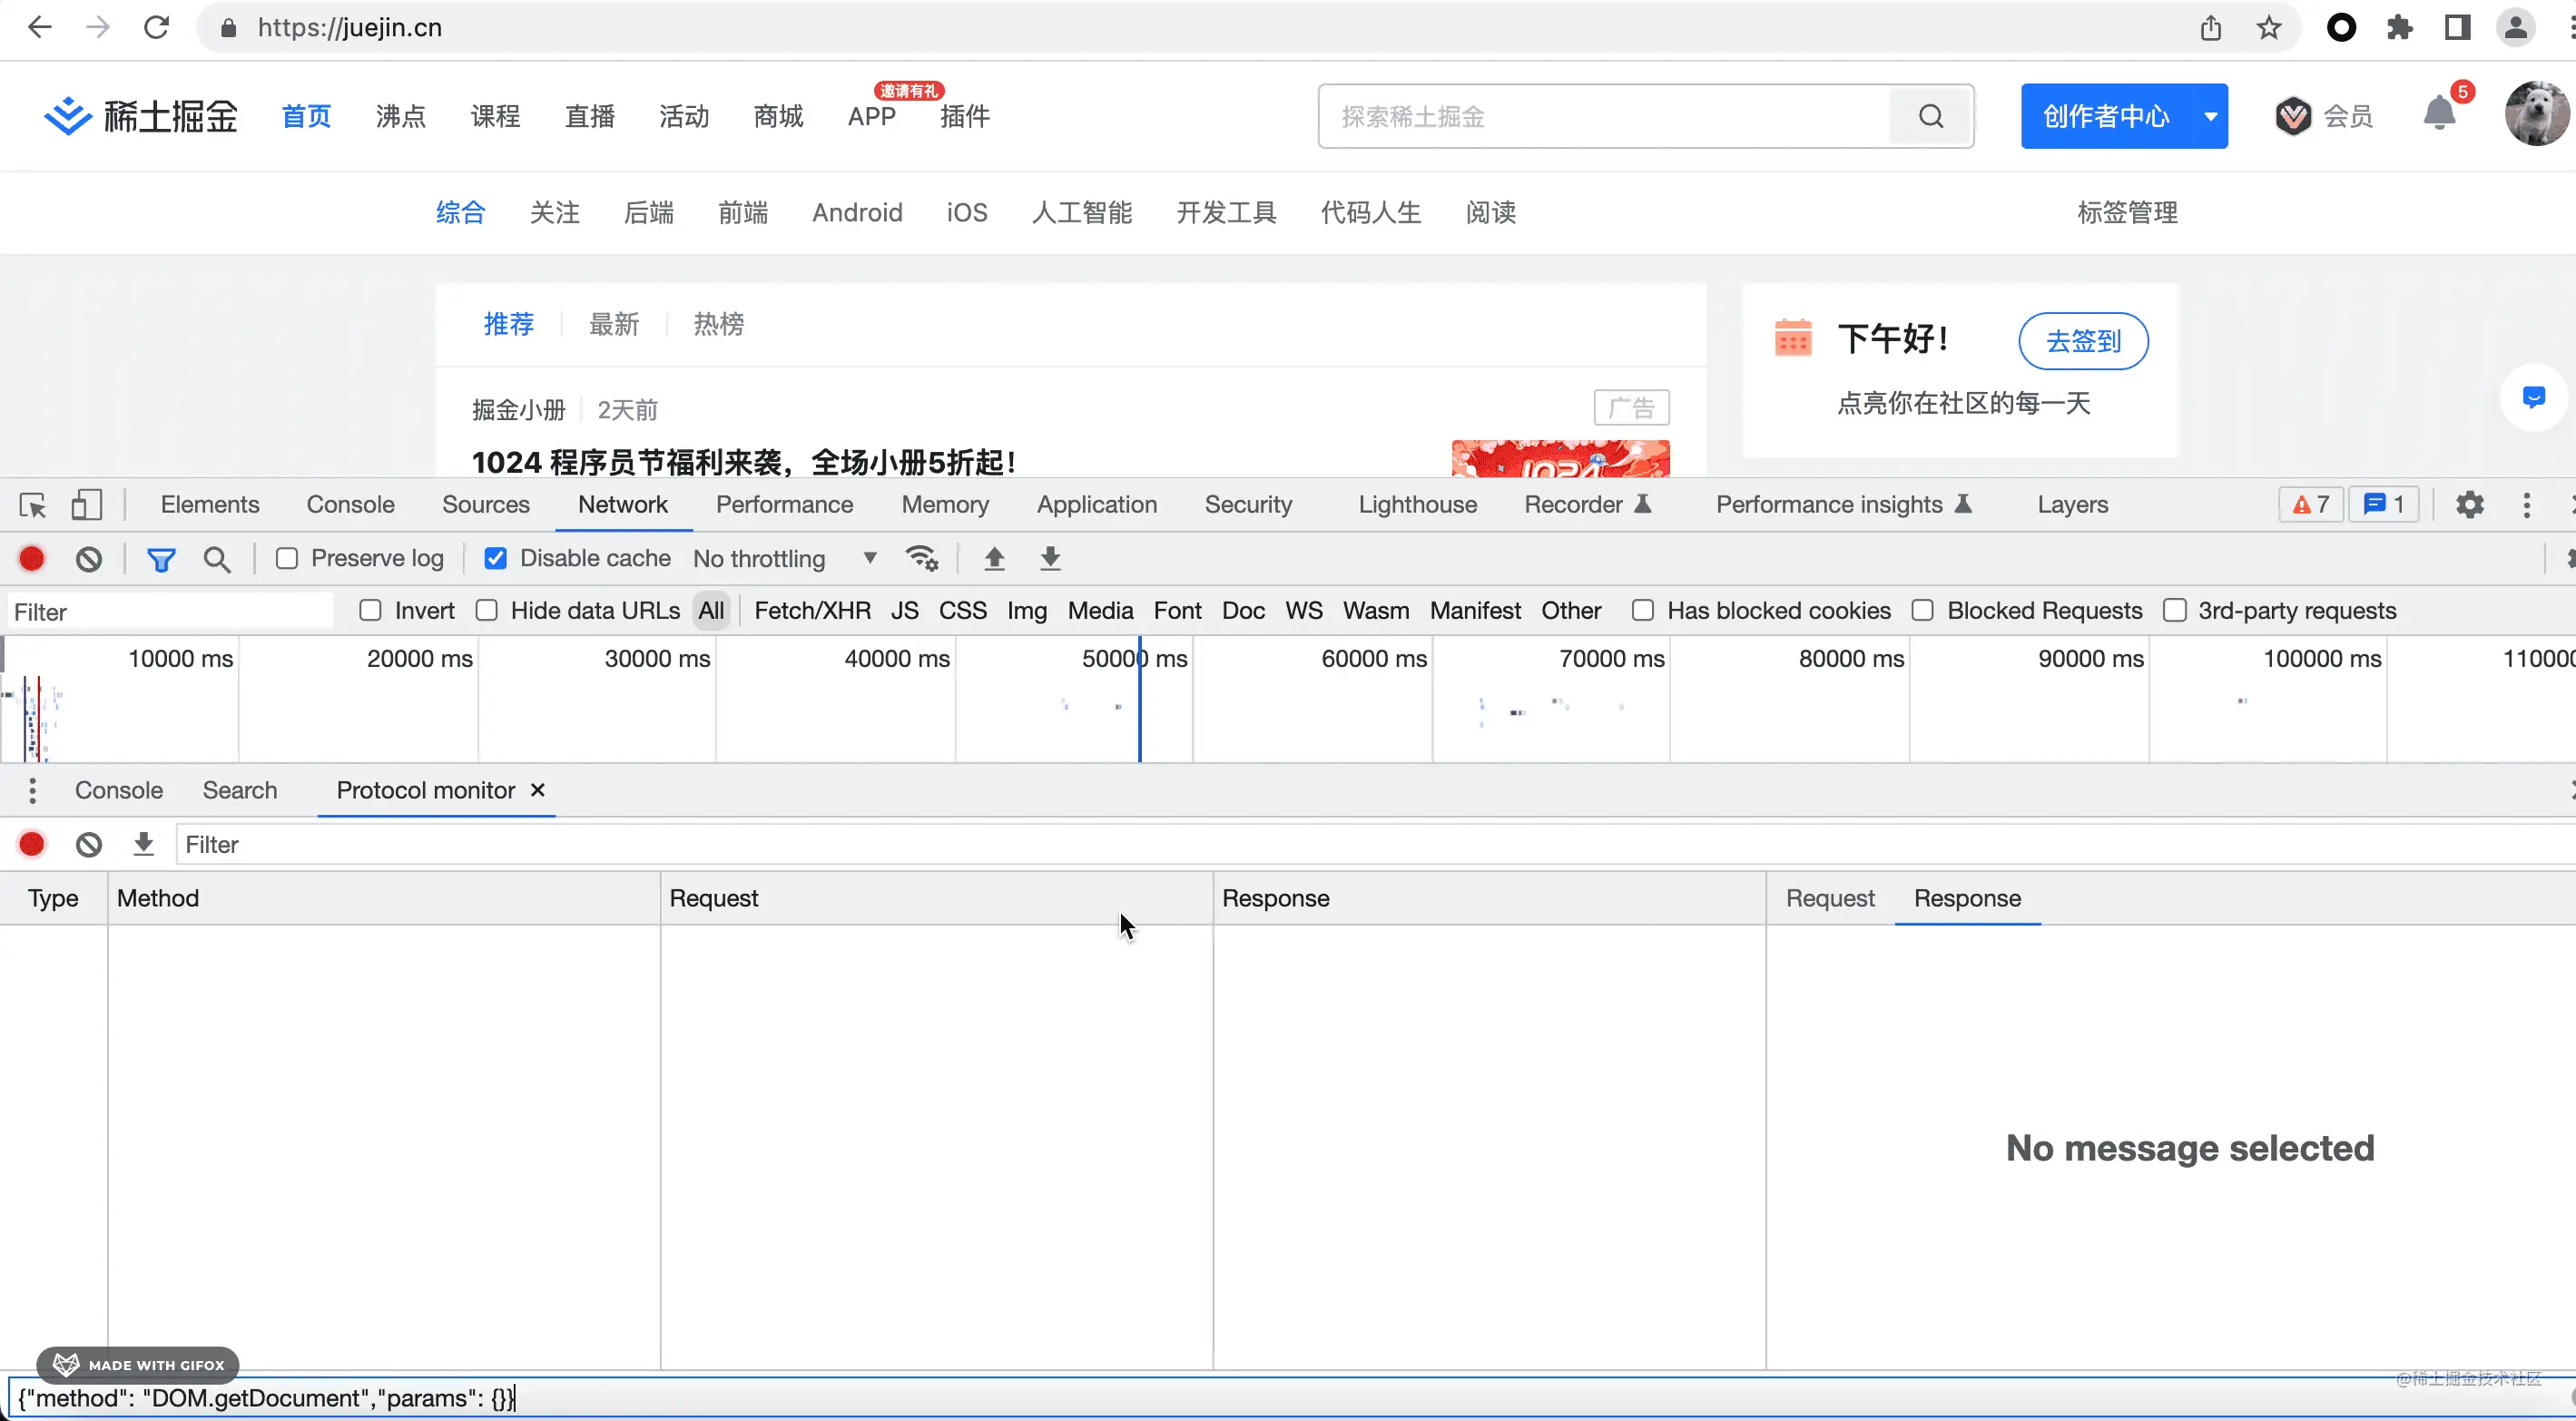 https://juejin.cn
稀土掘金 首页 沸点 课程 直播 活动 商城 APP 邀请有礼 插件 探索稀土掘金 创作者中心 会员 5
综合 关注 后端 前端 Android iOS 人工智能 开发工具 代码人生 阅读 标签管理
推荐 最新 热榜
下午好！ 去签到
点亮你在社区的每一天
掘金小册 2天前 广告
1024 程序员节福利来袭，全场小册5折起！
1024
Elements Console Sources Network Performance Memory Application Security Lighthouse Recorder Performance insights Layers 7 1
Preserve log Disable cache No throttling
Filter Invert Hide data URLs All Fetch/XHR JS CSS Img Media Font Doc WS Wasm Manifest Other Has blocked cookies Blocked Requests 3rd-party requests
10000 ms 20000 ms 30000 ms 40000 ms 50000 ms 60000 ms 70000 ms 80000 ms 90000 ms 100000 ms
Console Search Protocol monitor
Filter
Type Method Request Response Request Response
No message selected
MADE WITH GIFOX
@稀土掘金技术社区
{"method": "DOM.getDocument","params": {}}